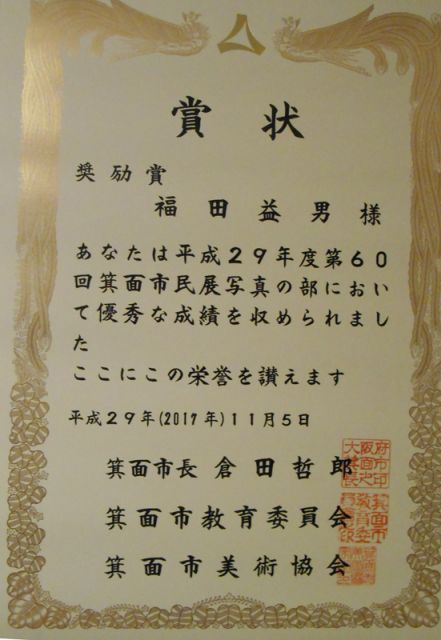 賞状
奨励賞
福田益男 様
あなたは平成29年度第60
回箕面市民展写真の部におい
て優秀な成績を収められまし
た
ここにこの栄誉を讃えます
平成29年(2017年)11月5日
箕面市長 倉田哲郎
箕面市教育委員会
箕面市美術協会